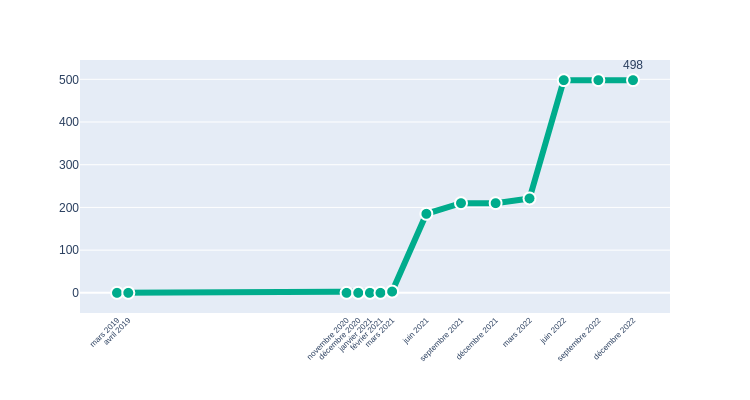 498
500
400
300
200
100
0
mars 2019
avril 2019
novembre 2020
décembre 2020
janvier 2021
février 2021
mars 2021
juin 2021
septembre 2021
décembre 2021
mars 2022
juin 2022
septembre 2022
décembre 2022